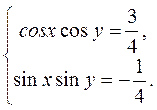 cosx cos y = 3/4,
sin x sin y = -1/4.